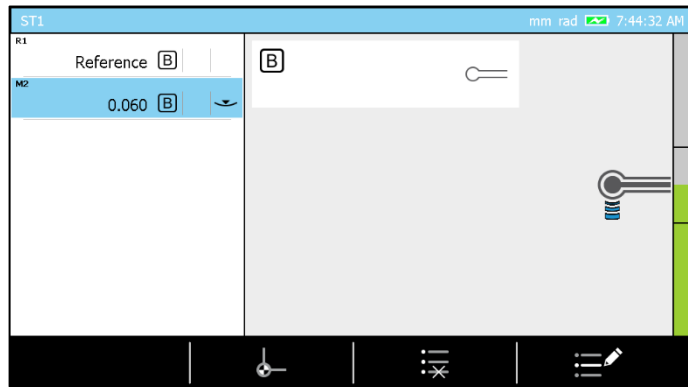 ST1 mm rad 7:44:32 AM
R1
Reference B
B
M2
0.060 B